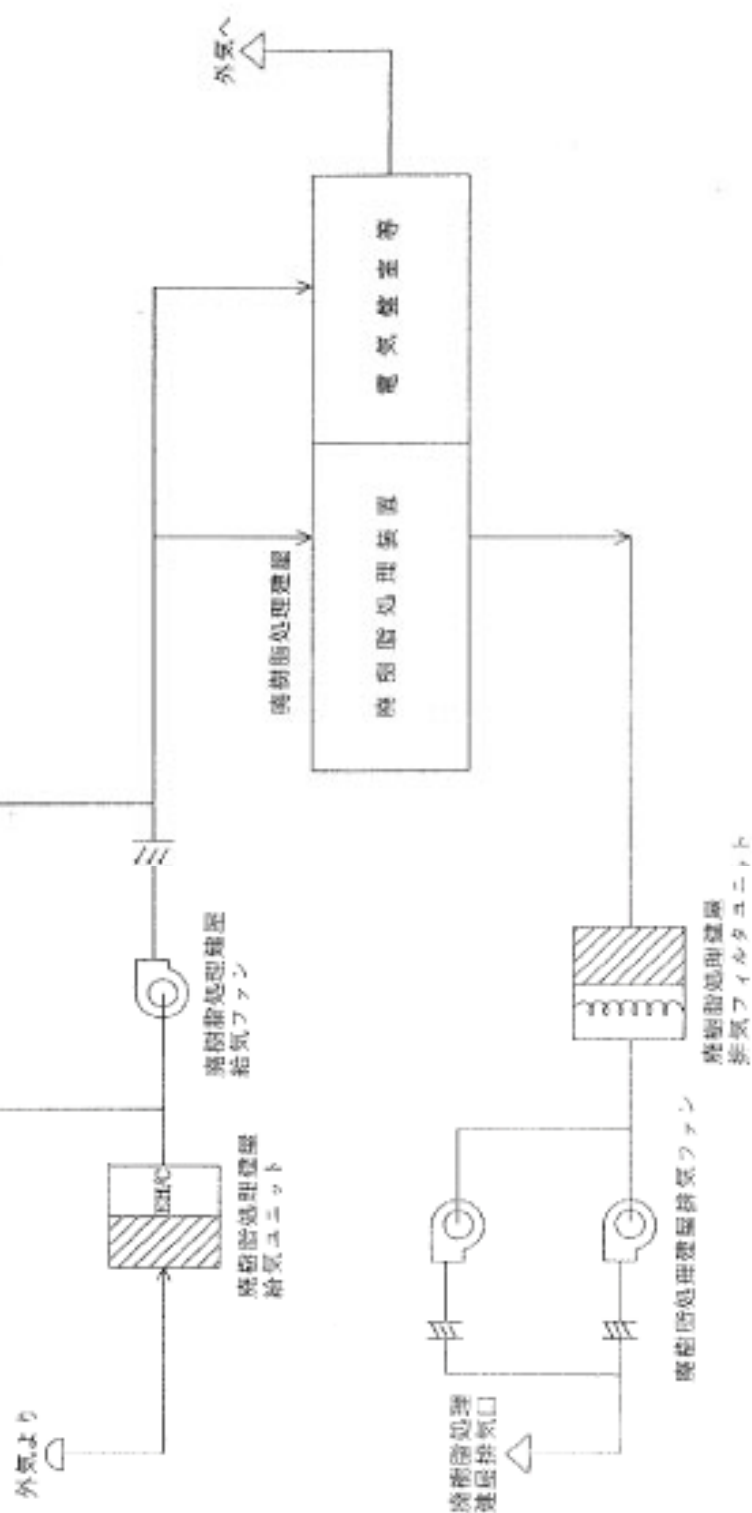 外気より
廃樹脂処理建屋
給気ユニット
EH/C
廃樹脂処理建屋
給気ファン
廃樹脂処理建屋
廃樹脂処理装置
電気盤室等
外気へ
廃樹脂処理
建屋排気口
廃樹脂処理建屋排気ファン
廃樹脂処理建屋
排気フィルタユニット